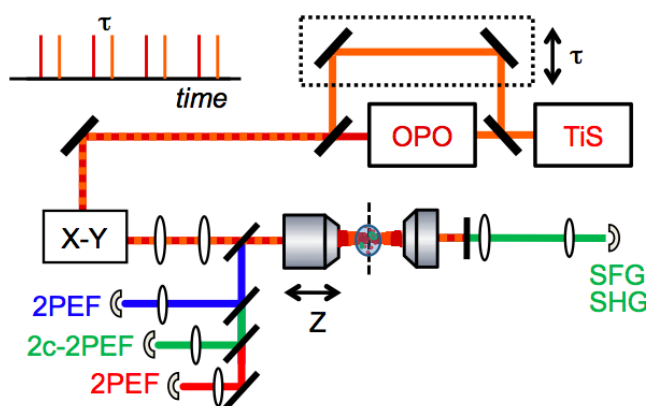 τ
time
τ
OPO
TiS
X-Y
2PEF
2c-2PEF
2PEF
Z
SFG
SHG